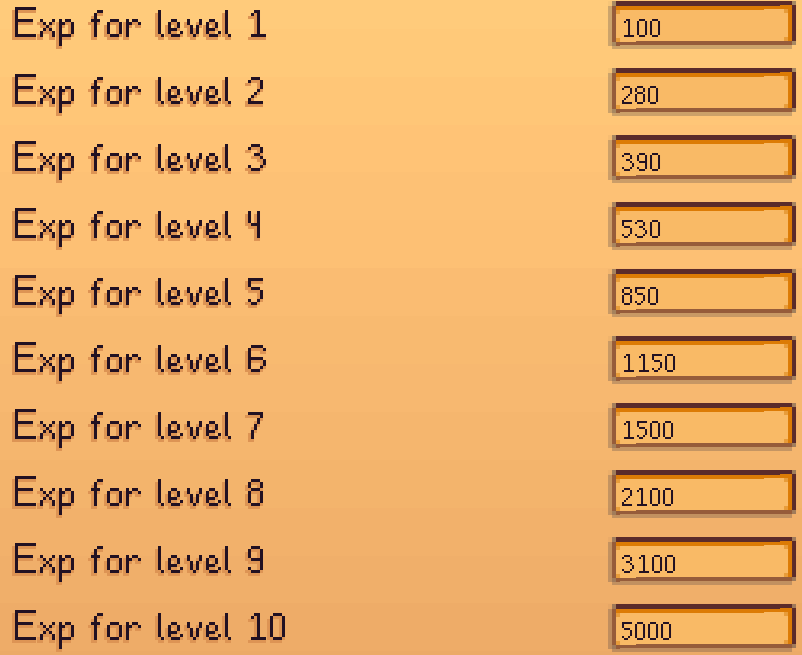 Exp for level 1 100
Exp for level 2 280
Exp for level 3 390
Exp for level 4 530
Exp for level 5 850
Exp for level 6 1150
Exp for level 7 1500
Exp for level 8 2100
Exp for level 9 3100
Exp for level 10 5000